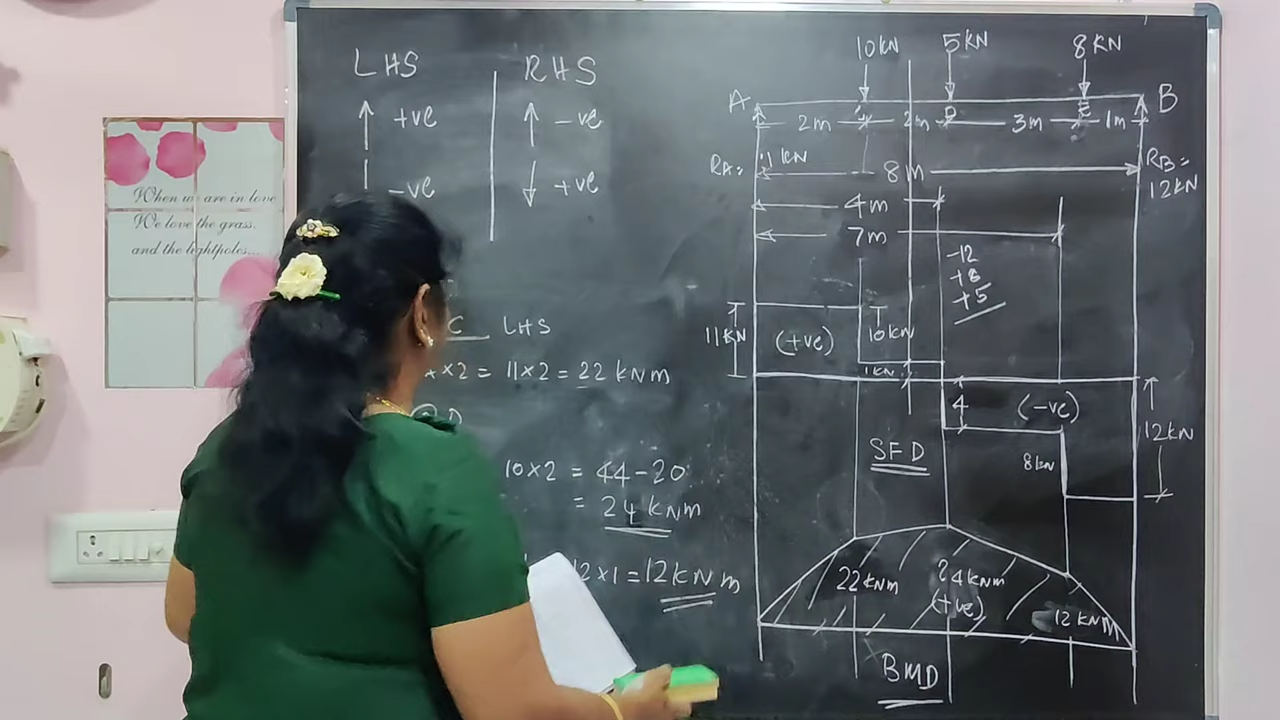 LHS
RHS
↑ +ve
↑ -ve
-ve
↓ +ve
When we are in love
We love the grass.
and the lightpoles...
C LHS
×2 = 11×2 = 22 kNm
@ D
10×2 = 44-20
= 24 kNm
12×1 = 12kNm
10kN
5kN
8KN
A
B
2m
2m
D
3m
E
1m
RA=
11 kN
8m
RB=
12kN
4m
7m
-12
+8
+5
11kN
(+ve)
10kN
1kN
4
(-ve)
8kN
12kN
SFD
22kNm
24kNm
(+ve)
12 kNm
BMD